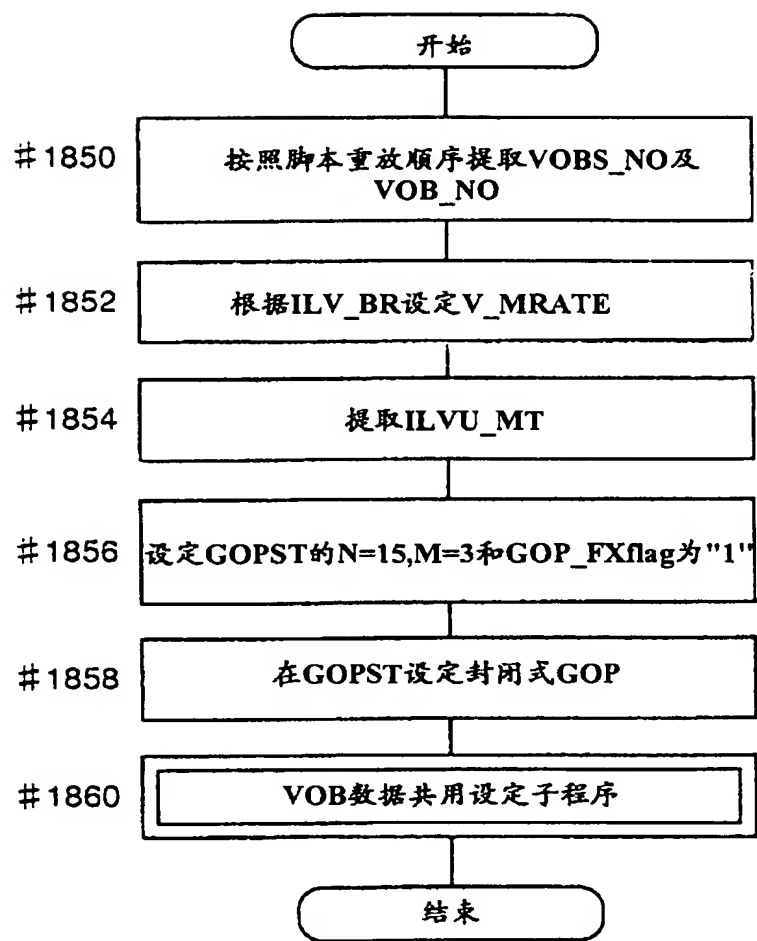 开始
#1850 按照脚本重放顺序提取VOBS_NO及
VOB_NO
#1852 根据ILV_BR设定V_MRATE
#1854 提取ILVU_MT
#1856 设定GOPST的N=15,M=3和GOP_FXflag为"1"
#1858 在GOPST设定封闭式GOP
#1860 VOB数据共用设定子程序
结束